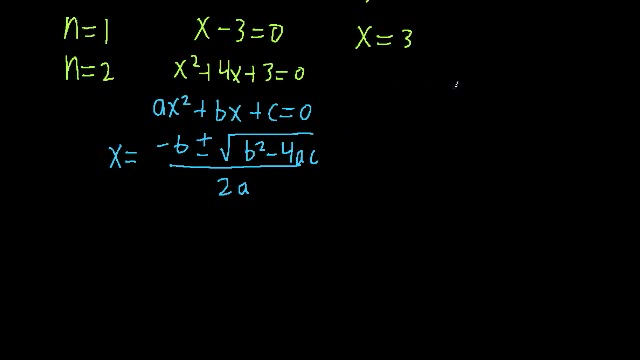 n=1 x-3=0 x=3
n=2 x²+4x+3=0
ax²+bx+c=0
x= -b ± √b²-4ac
2a